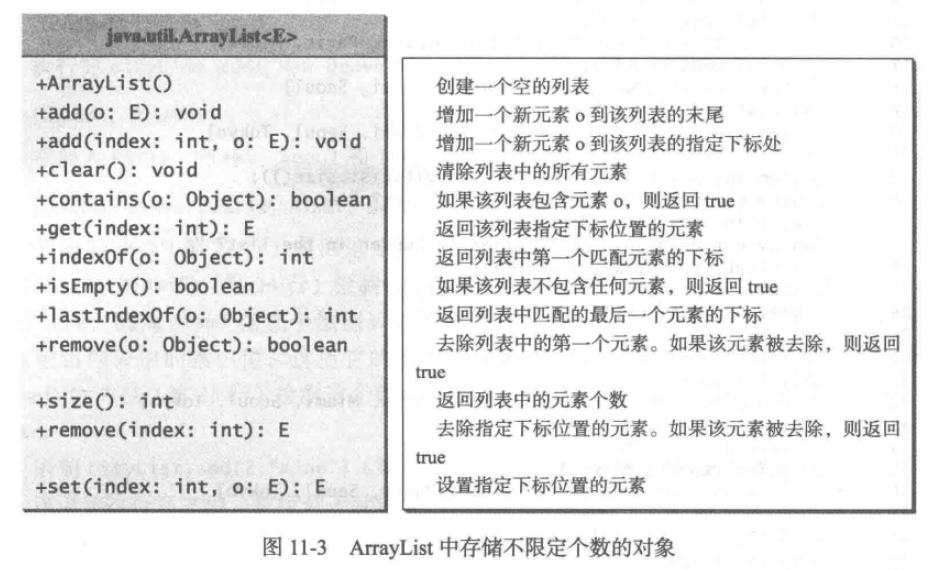 java.util.ArrayList<E>
+ArrayList()
创建一个空的列表
+add(o: E): void
增加一个新元素 o 到该列表的末尾
+add(index: int, o: E): void
增加一个新元素 o 到该列表的指定下标处
+clear(): void
清除列表中的所有元素
+contains(o: Object): boolean
如果该列表包含元素 o，则返回 true
+get(index: int): E
返回该列表指定下标位置的元素
+indexOf(o: Object): int
返回列表中第一个匹配元素的下标
+isEmpty(): boolean
如果该列表不包含任何元素，则返回 true
+lastIndexOf(o: Object): int
返回列表中匹配的最后一个元素的下标
+remove(o: Object): boolean
去除列表中的第一个元素。如果该元素被去除，则返回
true
+size(): int
返回列表中的元素个数
+remove(index: int): E
去除指定下标位置的元素。如果该元素被去除，则返回
true
+set(index: int, o: E): E
设置指定下标位置的元素
图 11-3 ArrayList 中存储不限定个数的对象